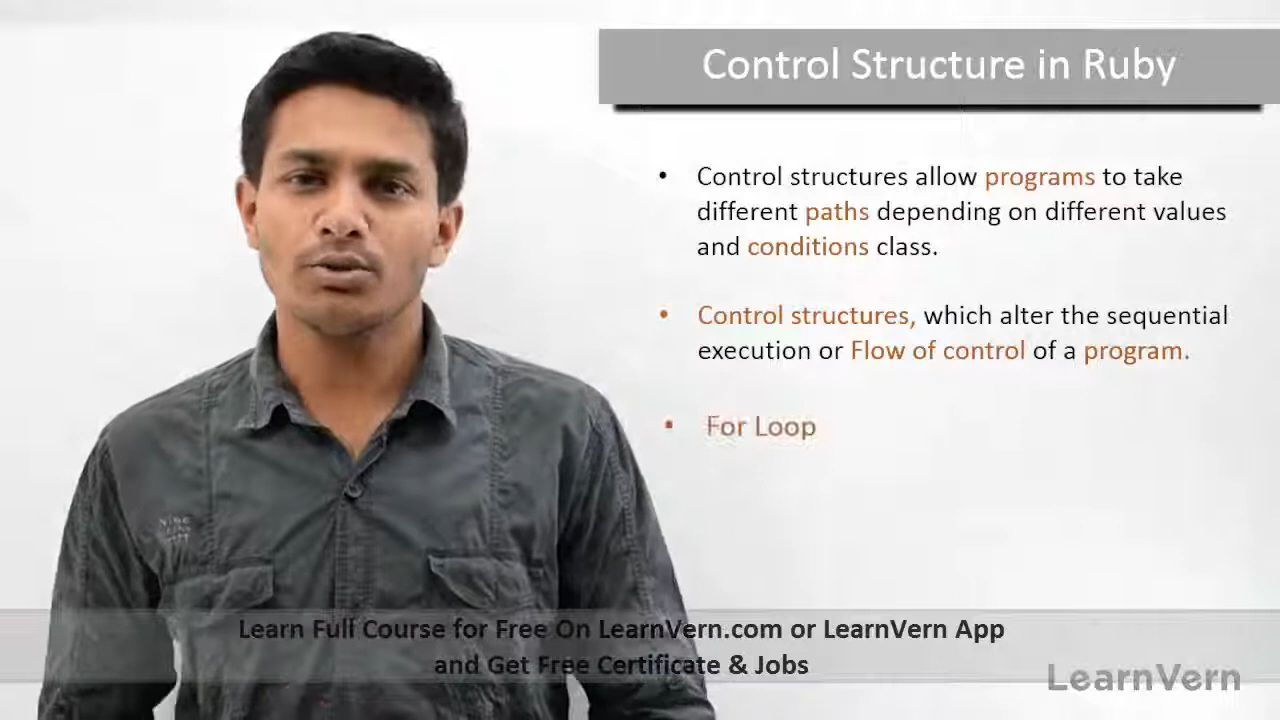 Control Structure in Ruby
• Control structures allow programs to take
different paths depending on different values
and conditions class.
• Control structures, which alter the sequential
execution or Flow of control of a program.
• For Loop
Learn Full Course for Free On LearnVern.com or LearnVern App
and Get Free Certificate & Jobs
LearnVern